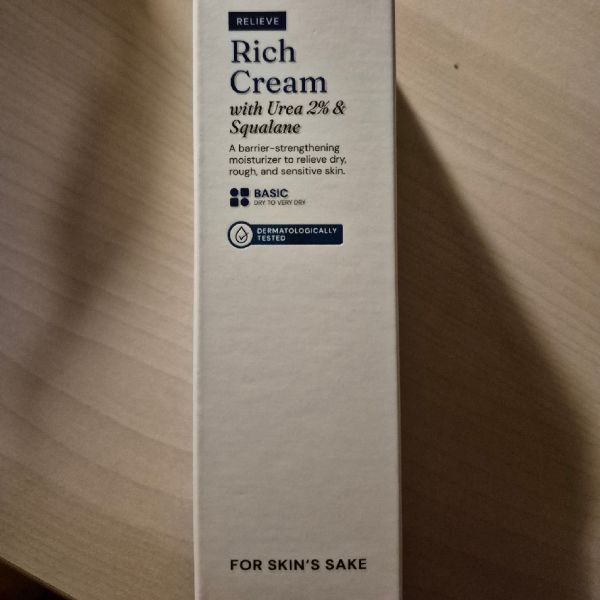 RELIEVE
Rich
Cream
with Urea 2% &
Squalane
A barrier-strengthening
moisturizer to relieve dry,
rough, and sensitive skin.
BASIC
DRY TO VERY DRY
DERMATOLOGICALLY
TESTED
FOR SKIN'S SAKE